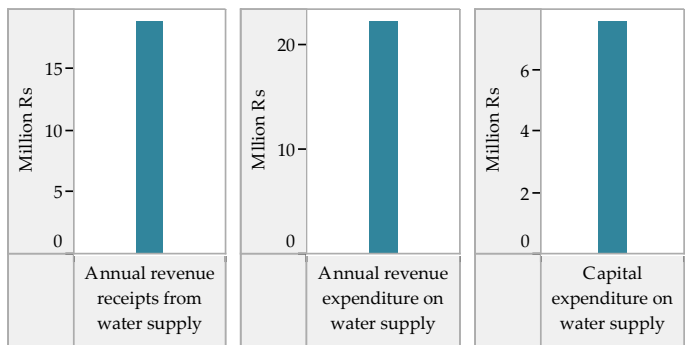 Million Rs
15
10
5
0
Annual revenue
receipts from
water supply
Mllion Rs
20
10
0
Annual revenue
expenditure on
water supply
Million Rs
6
4
2
0
Capital
expenditure on
water supply